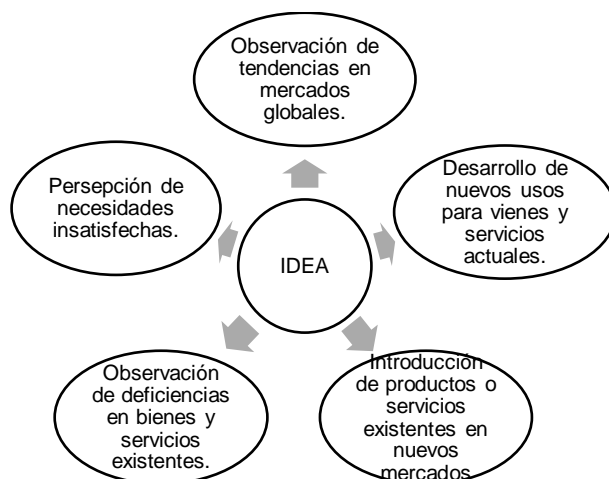 Observación de
tendencias en
mercados
globales.
Persepción de
necesidades
insatisfechas.
Desarrollo de
nuevos usos
para vienes y
servicios
actuales.
IDEA
Observación
de deficiencias
en bienes y
servicios
existentes.
Introducción
de productos o
servicios
existentes en
nuevos
mercados